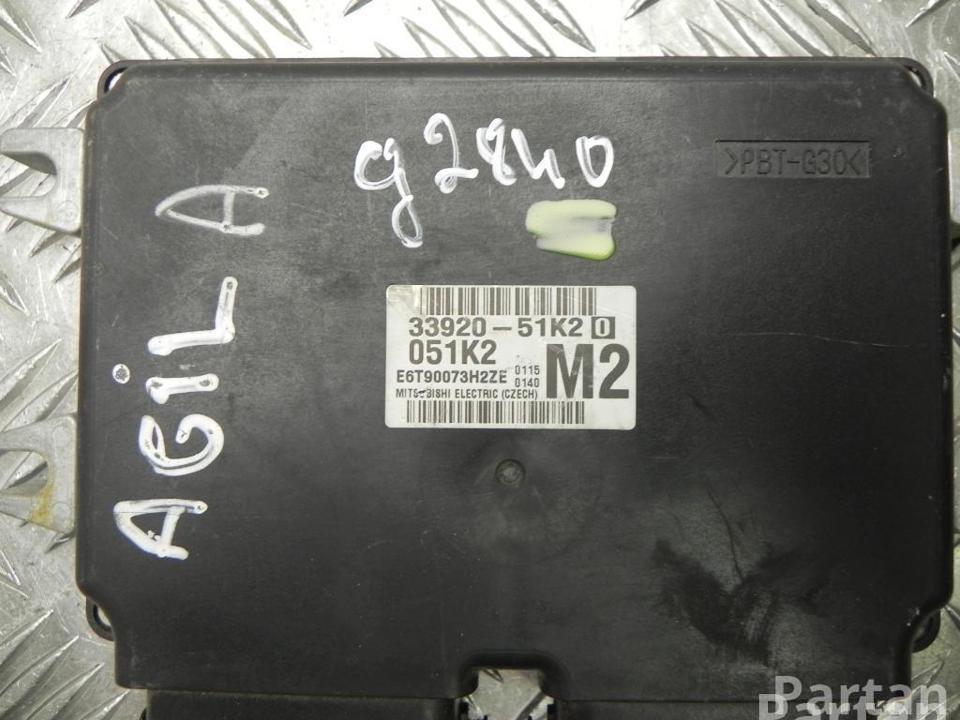 g2840
>PBT-G30<
AGiLA
33920-51K2 0
051K2
E6T90073H2ZE 0115
0140
M2
MITSUBISHI ELECTRIC (CZECH)
Partan